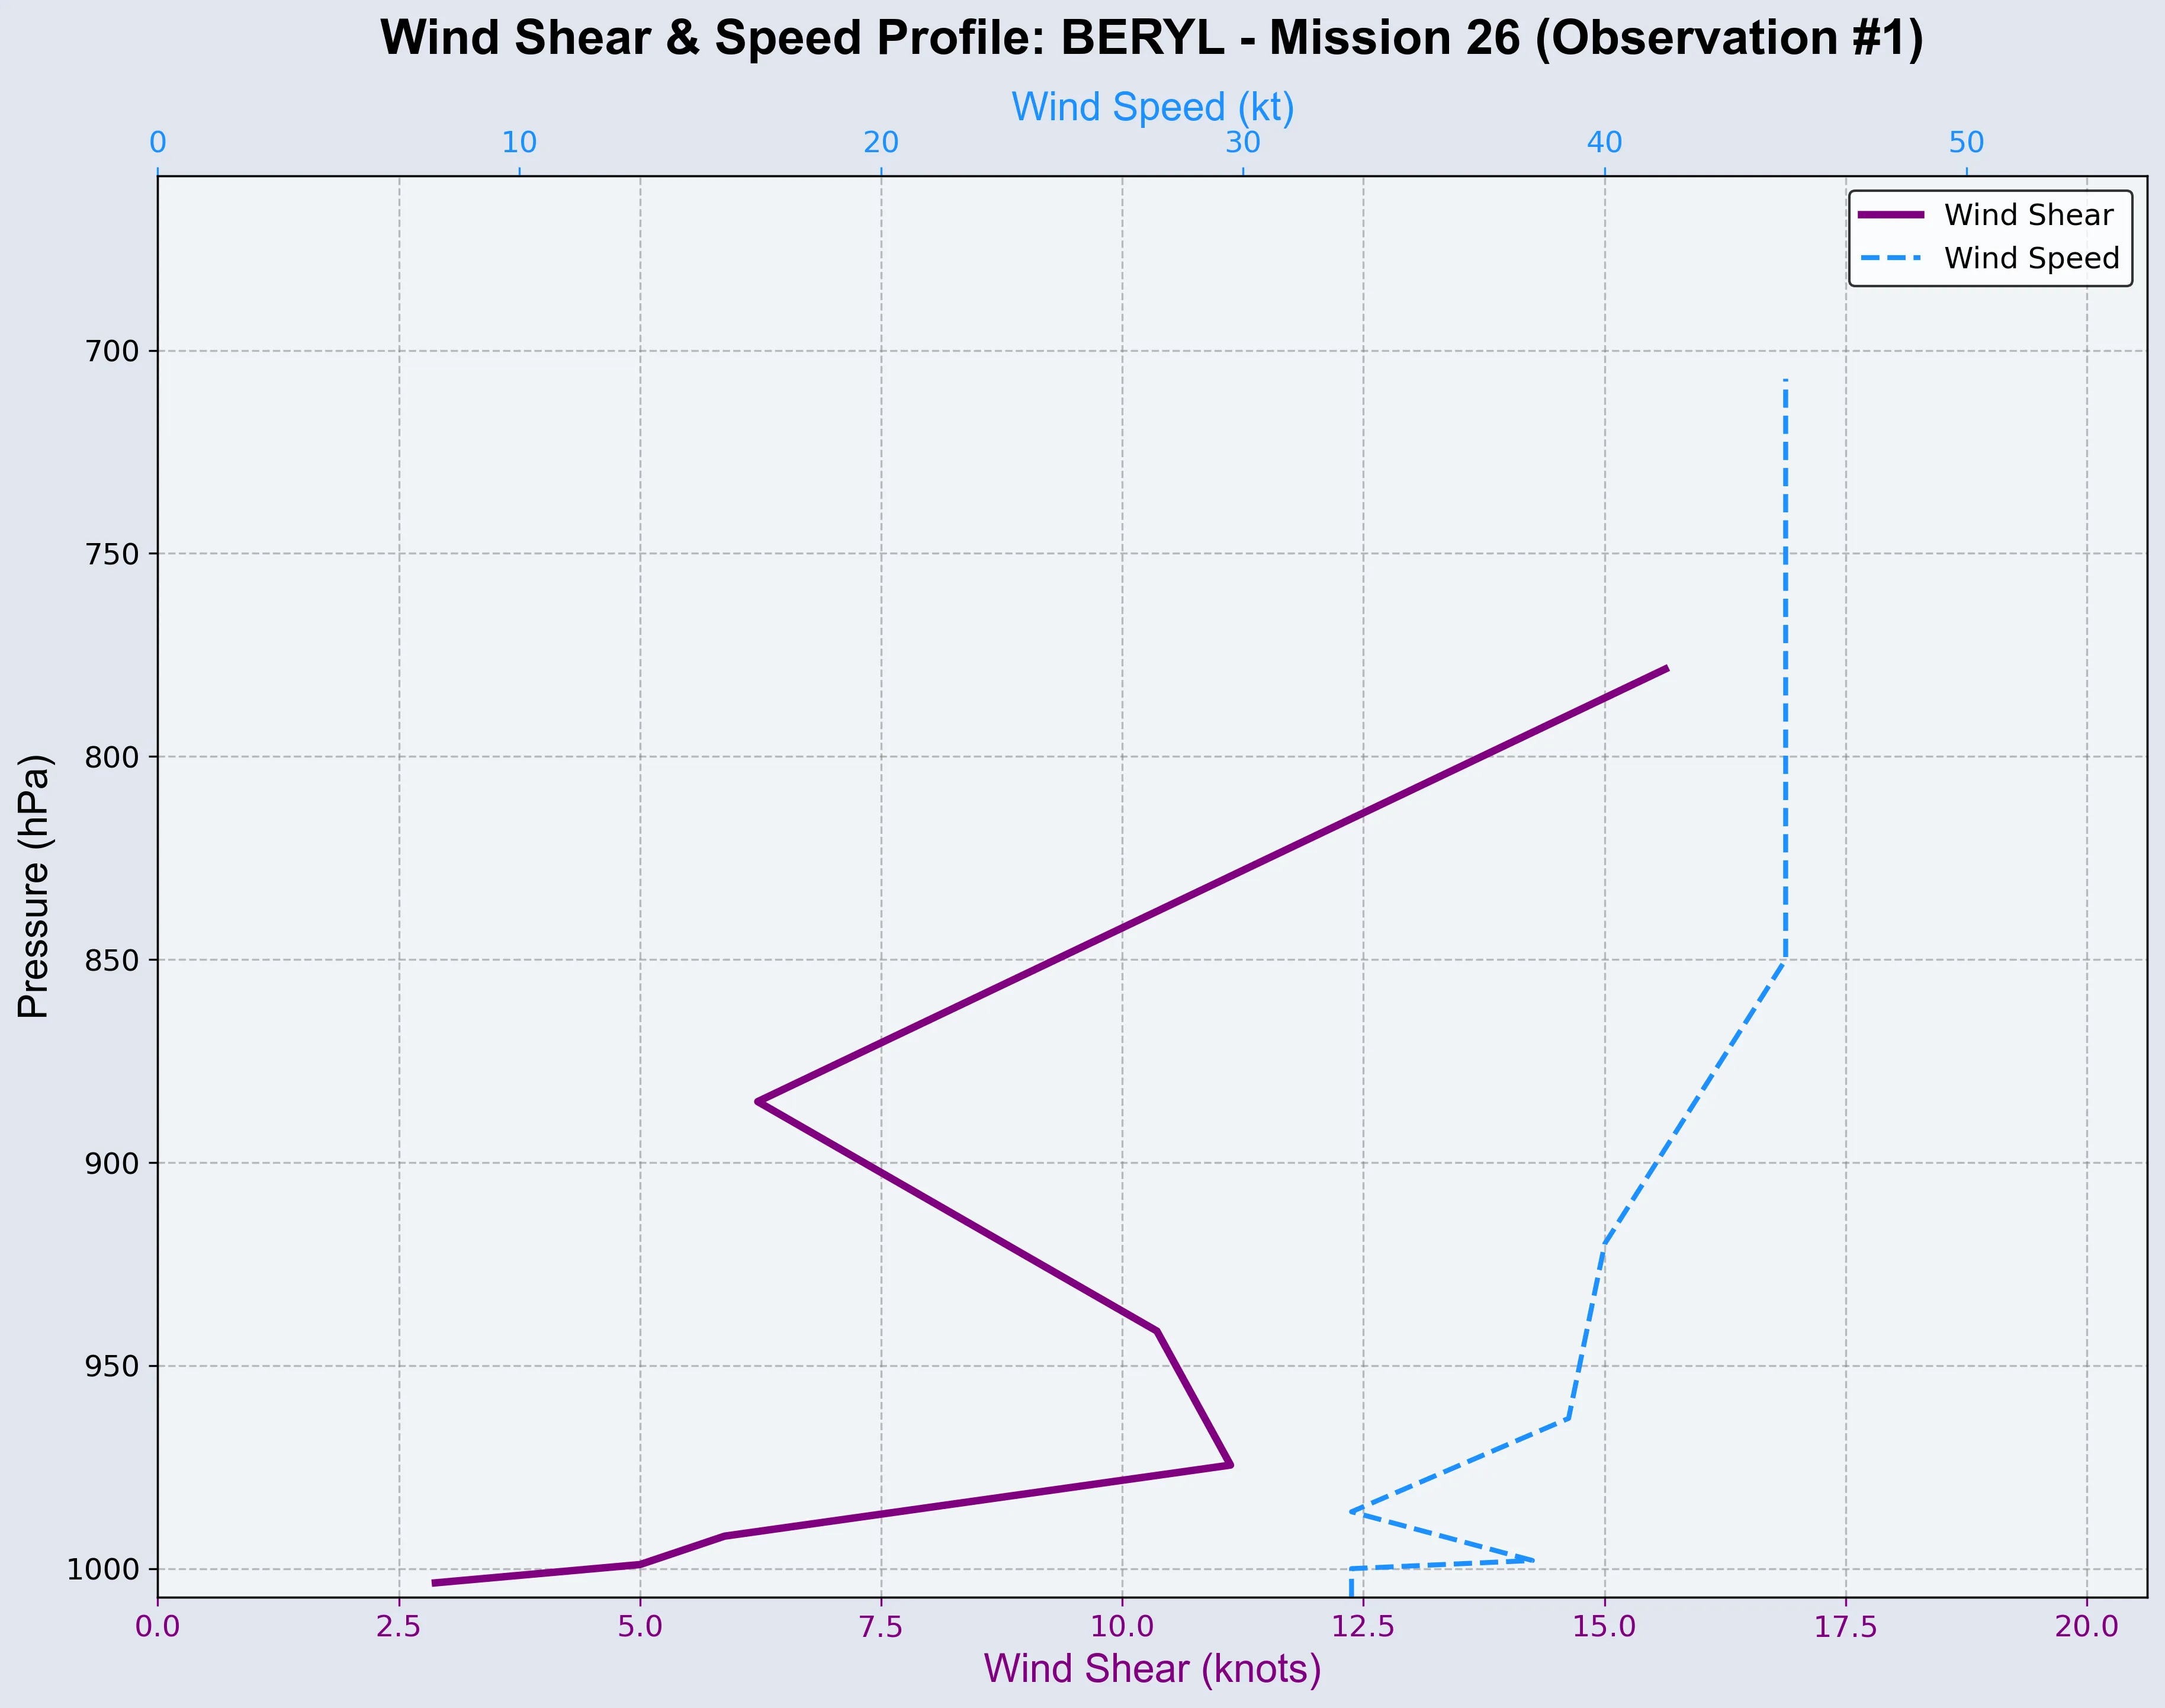 Wind Shear & Speed Profile: BERYL - Mission 26 (Observation #1)
Wind Speed (kt)
0 10 20 30 40 50
Wind Shear
Wind Speed
700
750
800
850
900
950
1000
Pressure (hPa)
0.0 2.5 5.0 7.5 10.0 12.5 15.0 17.5 20.0
Wind Shear (knots)